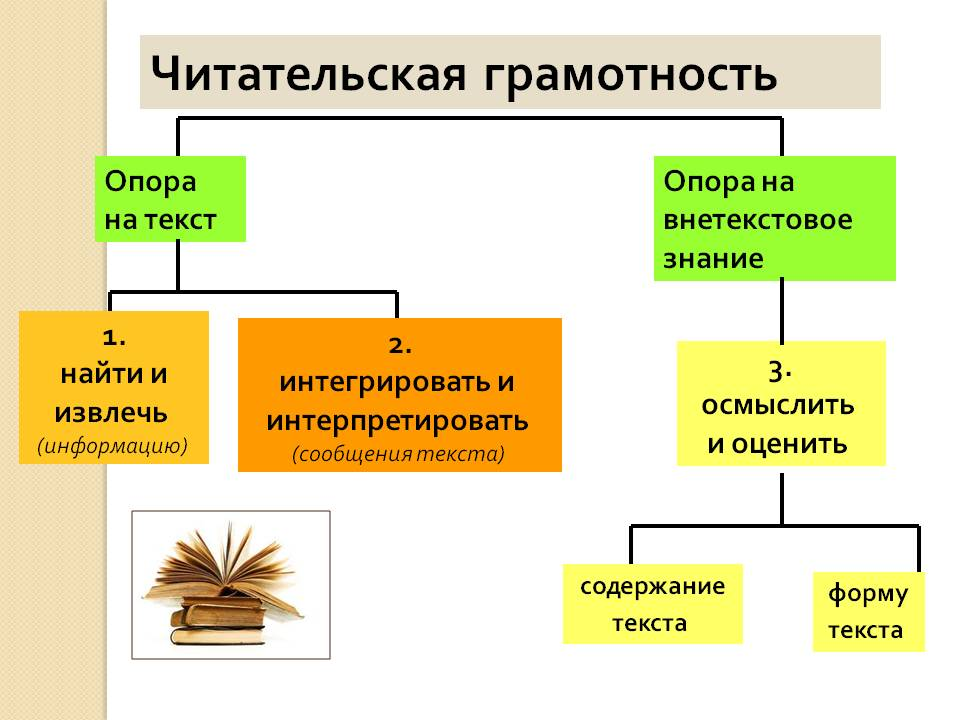 Читательская грамотность
Опора
на текст
Опора на
внетекстовое
знание
1.
найти и
извлечь
(информацию)
2.
интегрировать и
интерпретировать
(сообщения текста)
3.
осмыслить
и оценить
содержание
текста
форму
текста